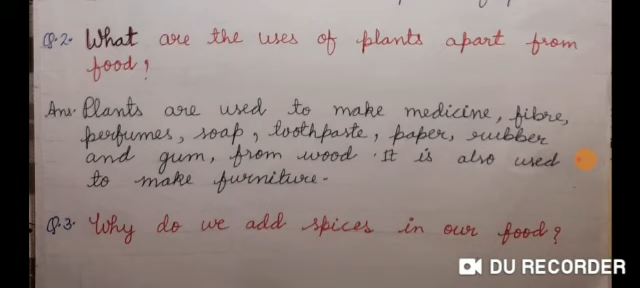 Q.2. What are the uses of plants apart from
food?
Ans. Plants are used to make medicine, fibre,
perfumes, soap, toothpaste, paper, rubber
and gum, from wood. It is also used
to make furniture.
Q.3. Why do we add spices in our food?
DU RECORDER